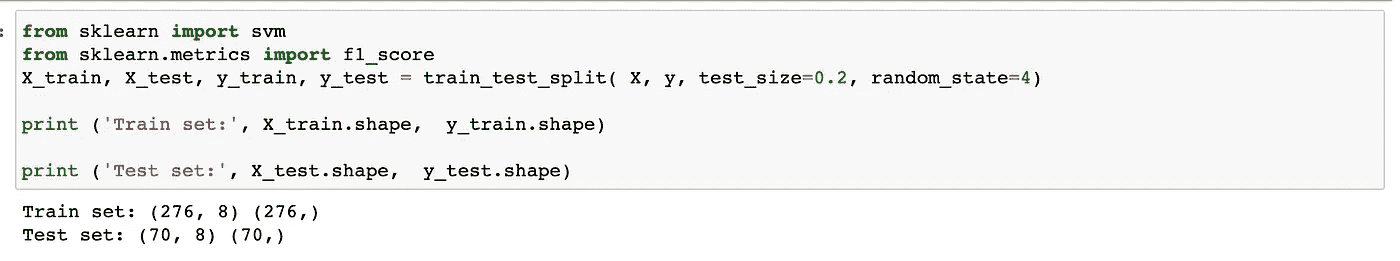 :
from sklearn import svm
from sklearn.metrics import f1_score
X_train, X_test, y_train, y_test = train_test_split( X, y, test_size=0.2, random_state=4)
print ('Train set:', X_train.shape,  y_train.shape)
print ('Test set:', X_test.shape,  y_test.shape)
Train set: (276, 8) (276,)
Test set: (70, 8) (70,)